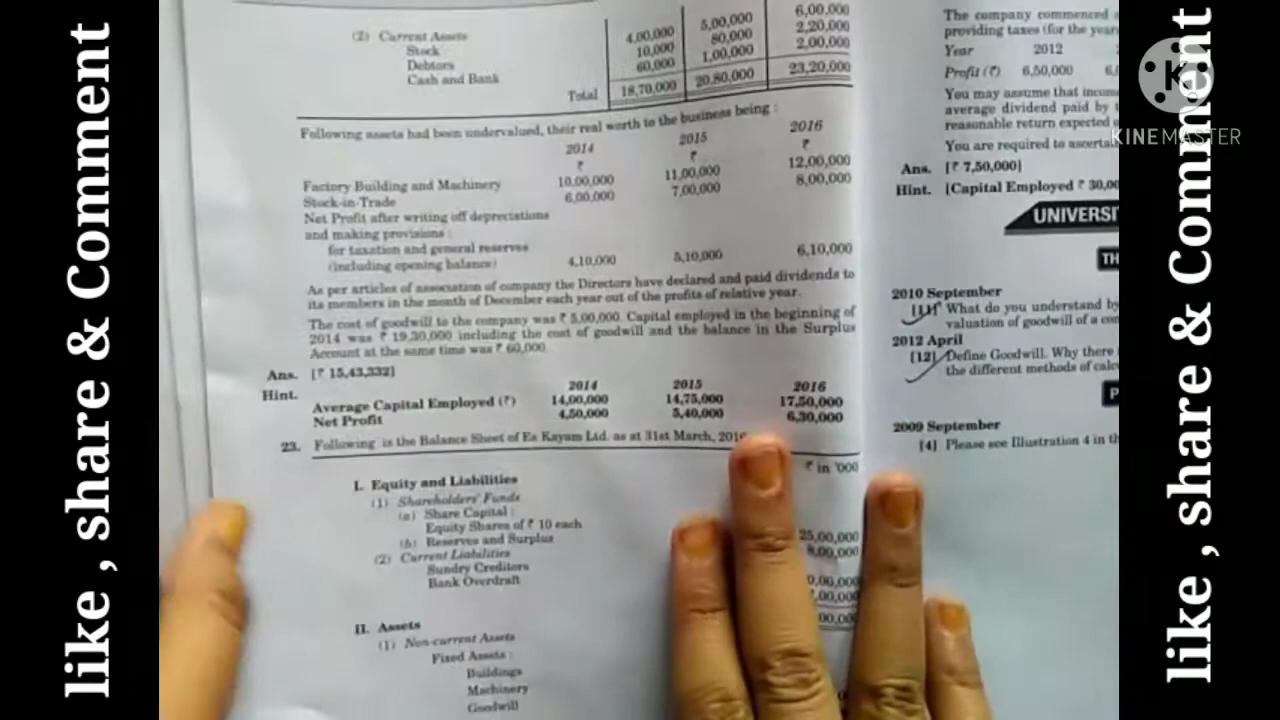 like , share & Comment
(2) Current Assets
Stock 4,00,000 5,00,000 6,00,000
Debtors 10,000 80,000 2,20,000
Cash and Bank 60,000 1,00,000 2,00,000
Total 18,70,000 20,80,000 23,20,000
Following assets had been undervalued, their real worth to the business being :
2014 2015 2016
₹ ₹ ₹
Factory Building and Machinery 10,00,000 11,00,000 12,00,000
Stock-in-Trade 6,00,000 7,00,000 8,00,000
Net Profit after writing off depreciations
and making provisions :
for taxation and general reserves
(including opening balance) 4,10,000 5,10,000 6,10,000
As per articles of association of company the Directors have declared and paid dividends to
its members in the month of December each year out of the profits of relative year.
The cost of goodwill to the company was ₹ 5,00,000. Capital employed in the beginning of
2014 was ₹ 19,30,000 including the cost of goodwill and the balance in the Surplus
Account at the same time was ₹ 60,000.
Ans. [₹ 15,43,332]
Hint. 2014 2015 2016
Average Capital Employed (₹) 14,00,000 14,75,000 17,50,000
Net Profit 4,50,000 5,40,000 6,30,000
23. Following is the Balance Sheet of Es Kayam Ltd. as at 31st March, 2016
₹ in '000
I. Equity and Liabilities
(1) Shareholders' Funds
(a) Share Capital :
Equity Shares of ₹ 10 each 25,00,000
(b) Reserves and Surplus 8,00,000
(2) Current Liabilities
Sundry Creditors 0,00,000
Bank Overdraft ,00,000
00,000
II. Assets
(1) Non-current Assets
Fixed Assets :
Buildings
Machinery
Goodwill
The company commenced
providing taxes (for the year
Year 2012
Profit (₹) 6,50,000 6,
You may assume that incom
average dividend paid by
reasonable return expected
You are required to ascertai
Ans. [₹ 7,50,000]
Hint. [Capital Employed ₹ 30,00
UNIVERSI
TH
2010 September
[11] What do you understand by
valuation of goodwill of a com
2012 April
[12] Define Goodwill. Why there
the different methods of calc
P
2009 September
[4] Please see Illustration 4 in th
K
KINEMASTER
like , share & Comment